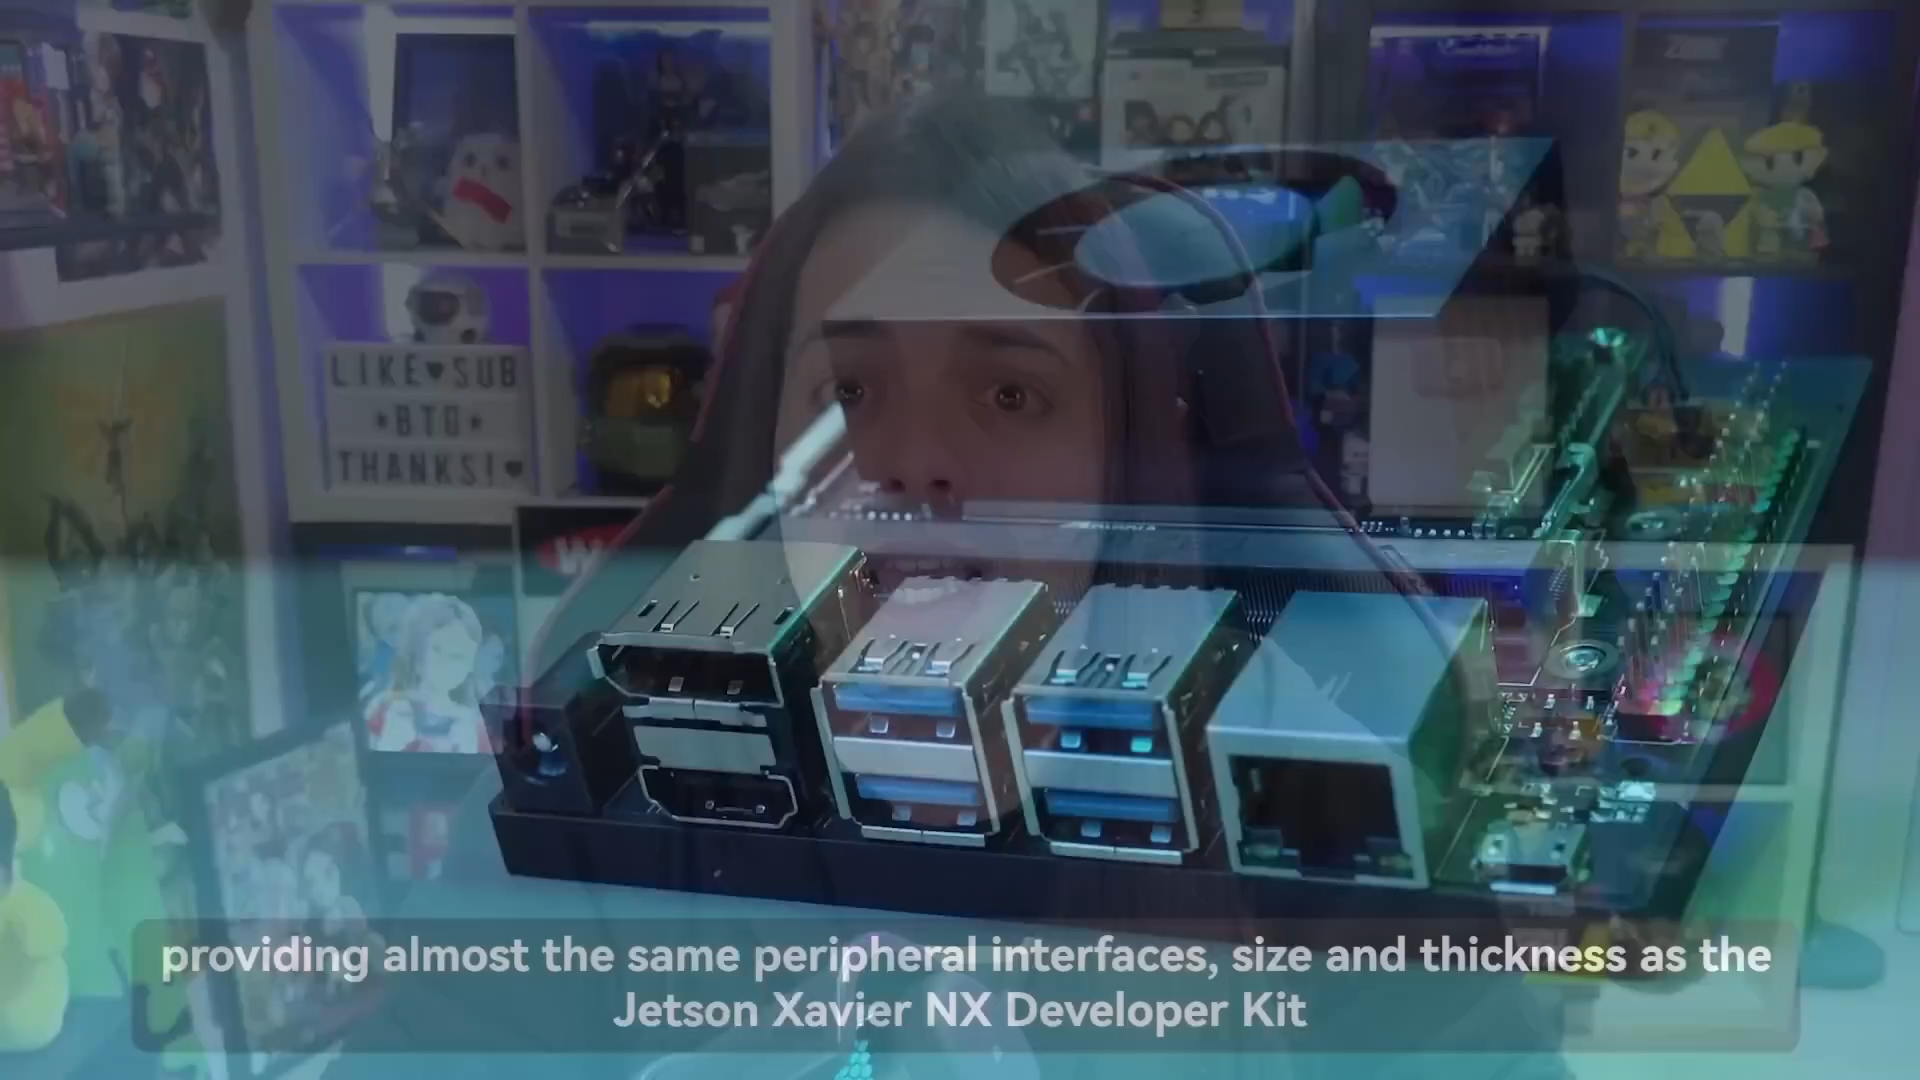 LIKE♥SUB
*BTG*
THANKS!♥
providing almost the same peripheral interfaces, size and thickness as the
Jetson Xavier NX Developer Kit